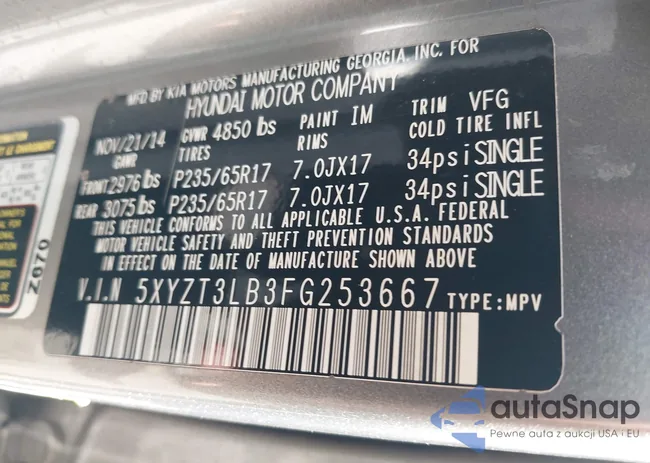 MFD BY KIA MOTORS MANUFACTURING GEORGIA. INC. FOR
HYUNDAI MOTOR COMPANY
NOV/21/14 GVWR 4850 lbs PAINT IM TRIM VFG
GAWR TIRES RIMS COLD TIRE INFL
FRONT 2976 lbs P235/65R17 7.0JX17 34psi SINGLE
REAR 3075 lbs P235/65R17 7.0JX17 34psi SINGLE
THIS VEHICLE CONFORMS TO ALL APPLICABLE U.S.A. FEDERAL
MOTOR VEHICLE SAFETY AND THEFT PREVENTION STANDARDS
IN EFFECT ON THE DATE OF MANUFACTURE SHOWN ABOVE
V.I.N 5XYZT3LB3FG253667 TYPE:MPV
Z670
autaSnap
Pewne auta z aukcji USA i EU